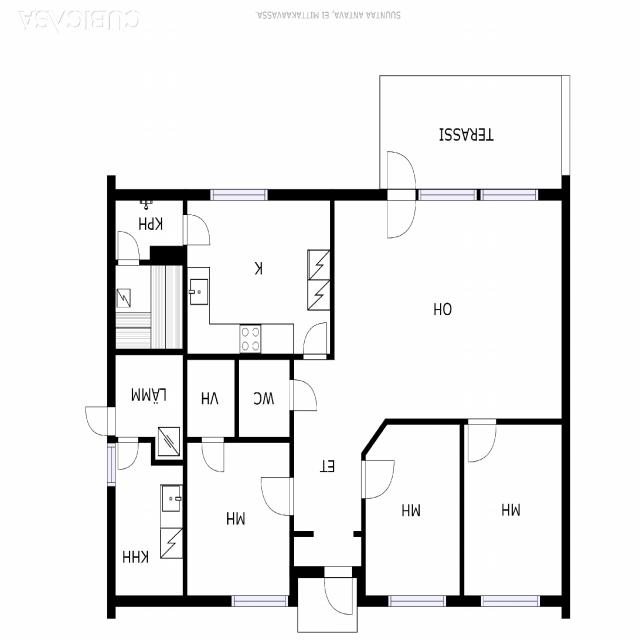 CUBICASA
SUUNTAA ANTAVA, EI MITTAKAAVASSA
TERASSI
KPH
K
OH
LÄMM
VH
WC
ET
MH
MH
MH
KHH